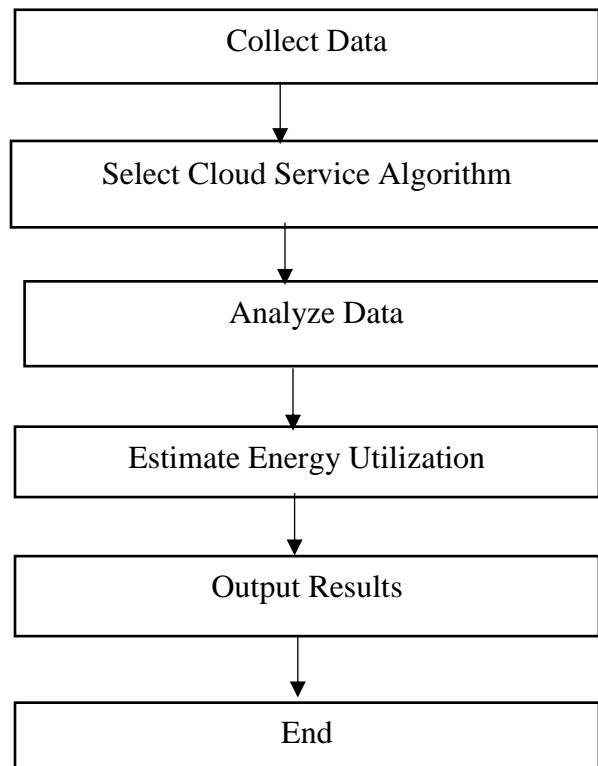 Collect Data
Select Cloud Service Algorithm
Analyze Data
Estimate Energy Utilization
Output Results
End